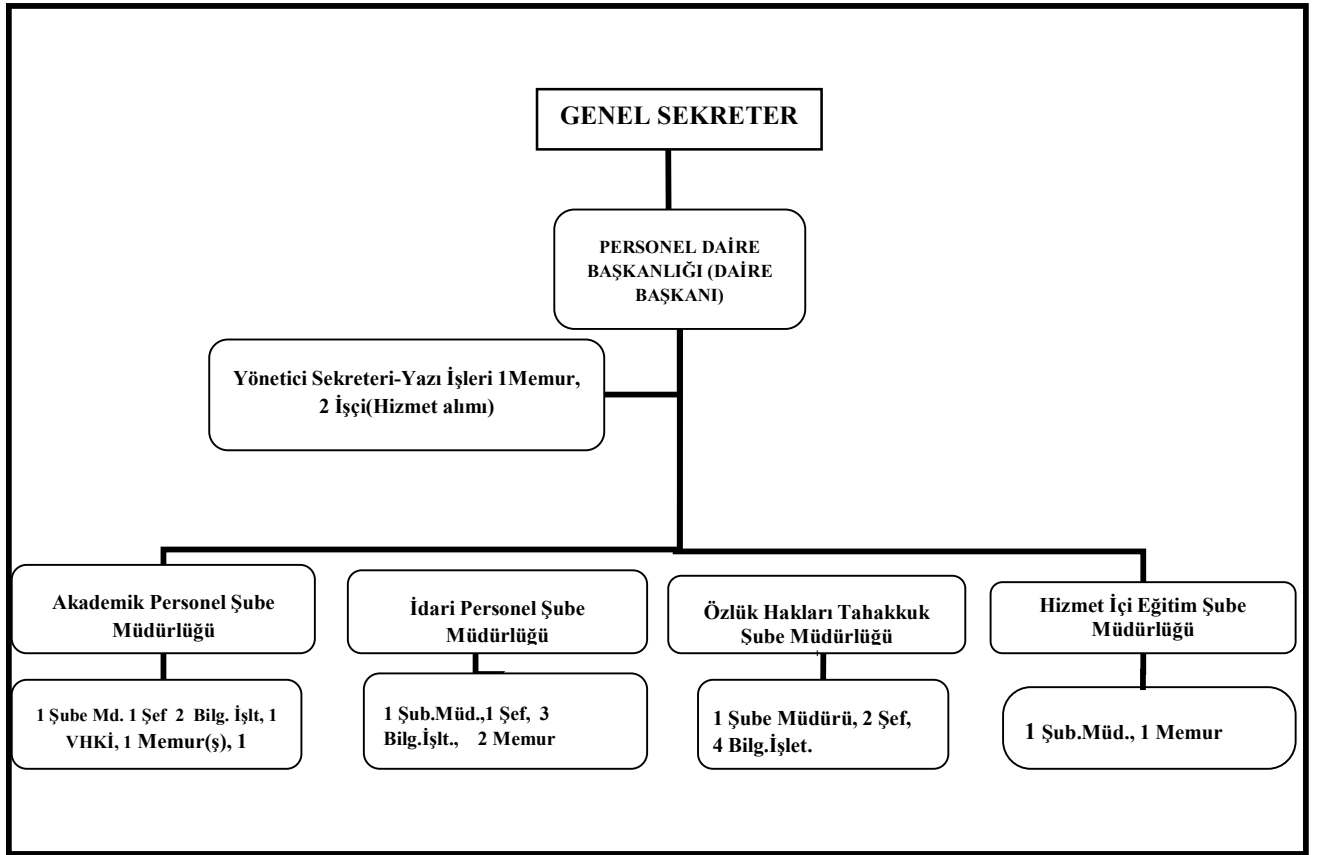 GENEL SEKRETER
PERSONEL DAİRE
BAŞKANLIĞI (DAİRE
BAŞKANI)
Yönetici Sekreteri-Yazı İşleri 1Memur,
2 İşçi(Hizmet alımı)
Akademik Personel Şube
Müdürlüğü
İdari Personel Şube
Müdürlüğü
Özlük Hakları Tahakkuk
Şube Müdürlüğü
Hizmet İçi Eğitim Şube
Müdürlüğü
1 Şube Md. 1 Şef 2 Bilg. İşlt, 1
VHKİ, 1 Memur(ş), 1
1 Şub.Müd.,1 Şef, 3
Bilg.İşlt., 2 Memur
1 Şube Müdürü, 2 Şef,
4 Bilg.İşlet.
1 Şub.Müd., 1 Memur